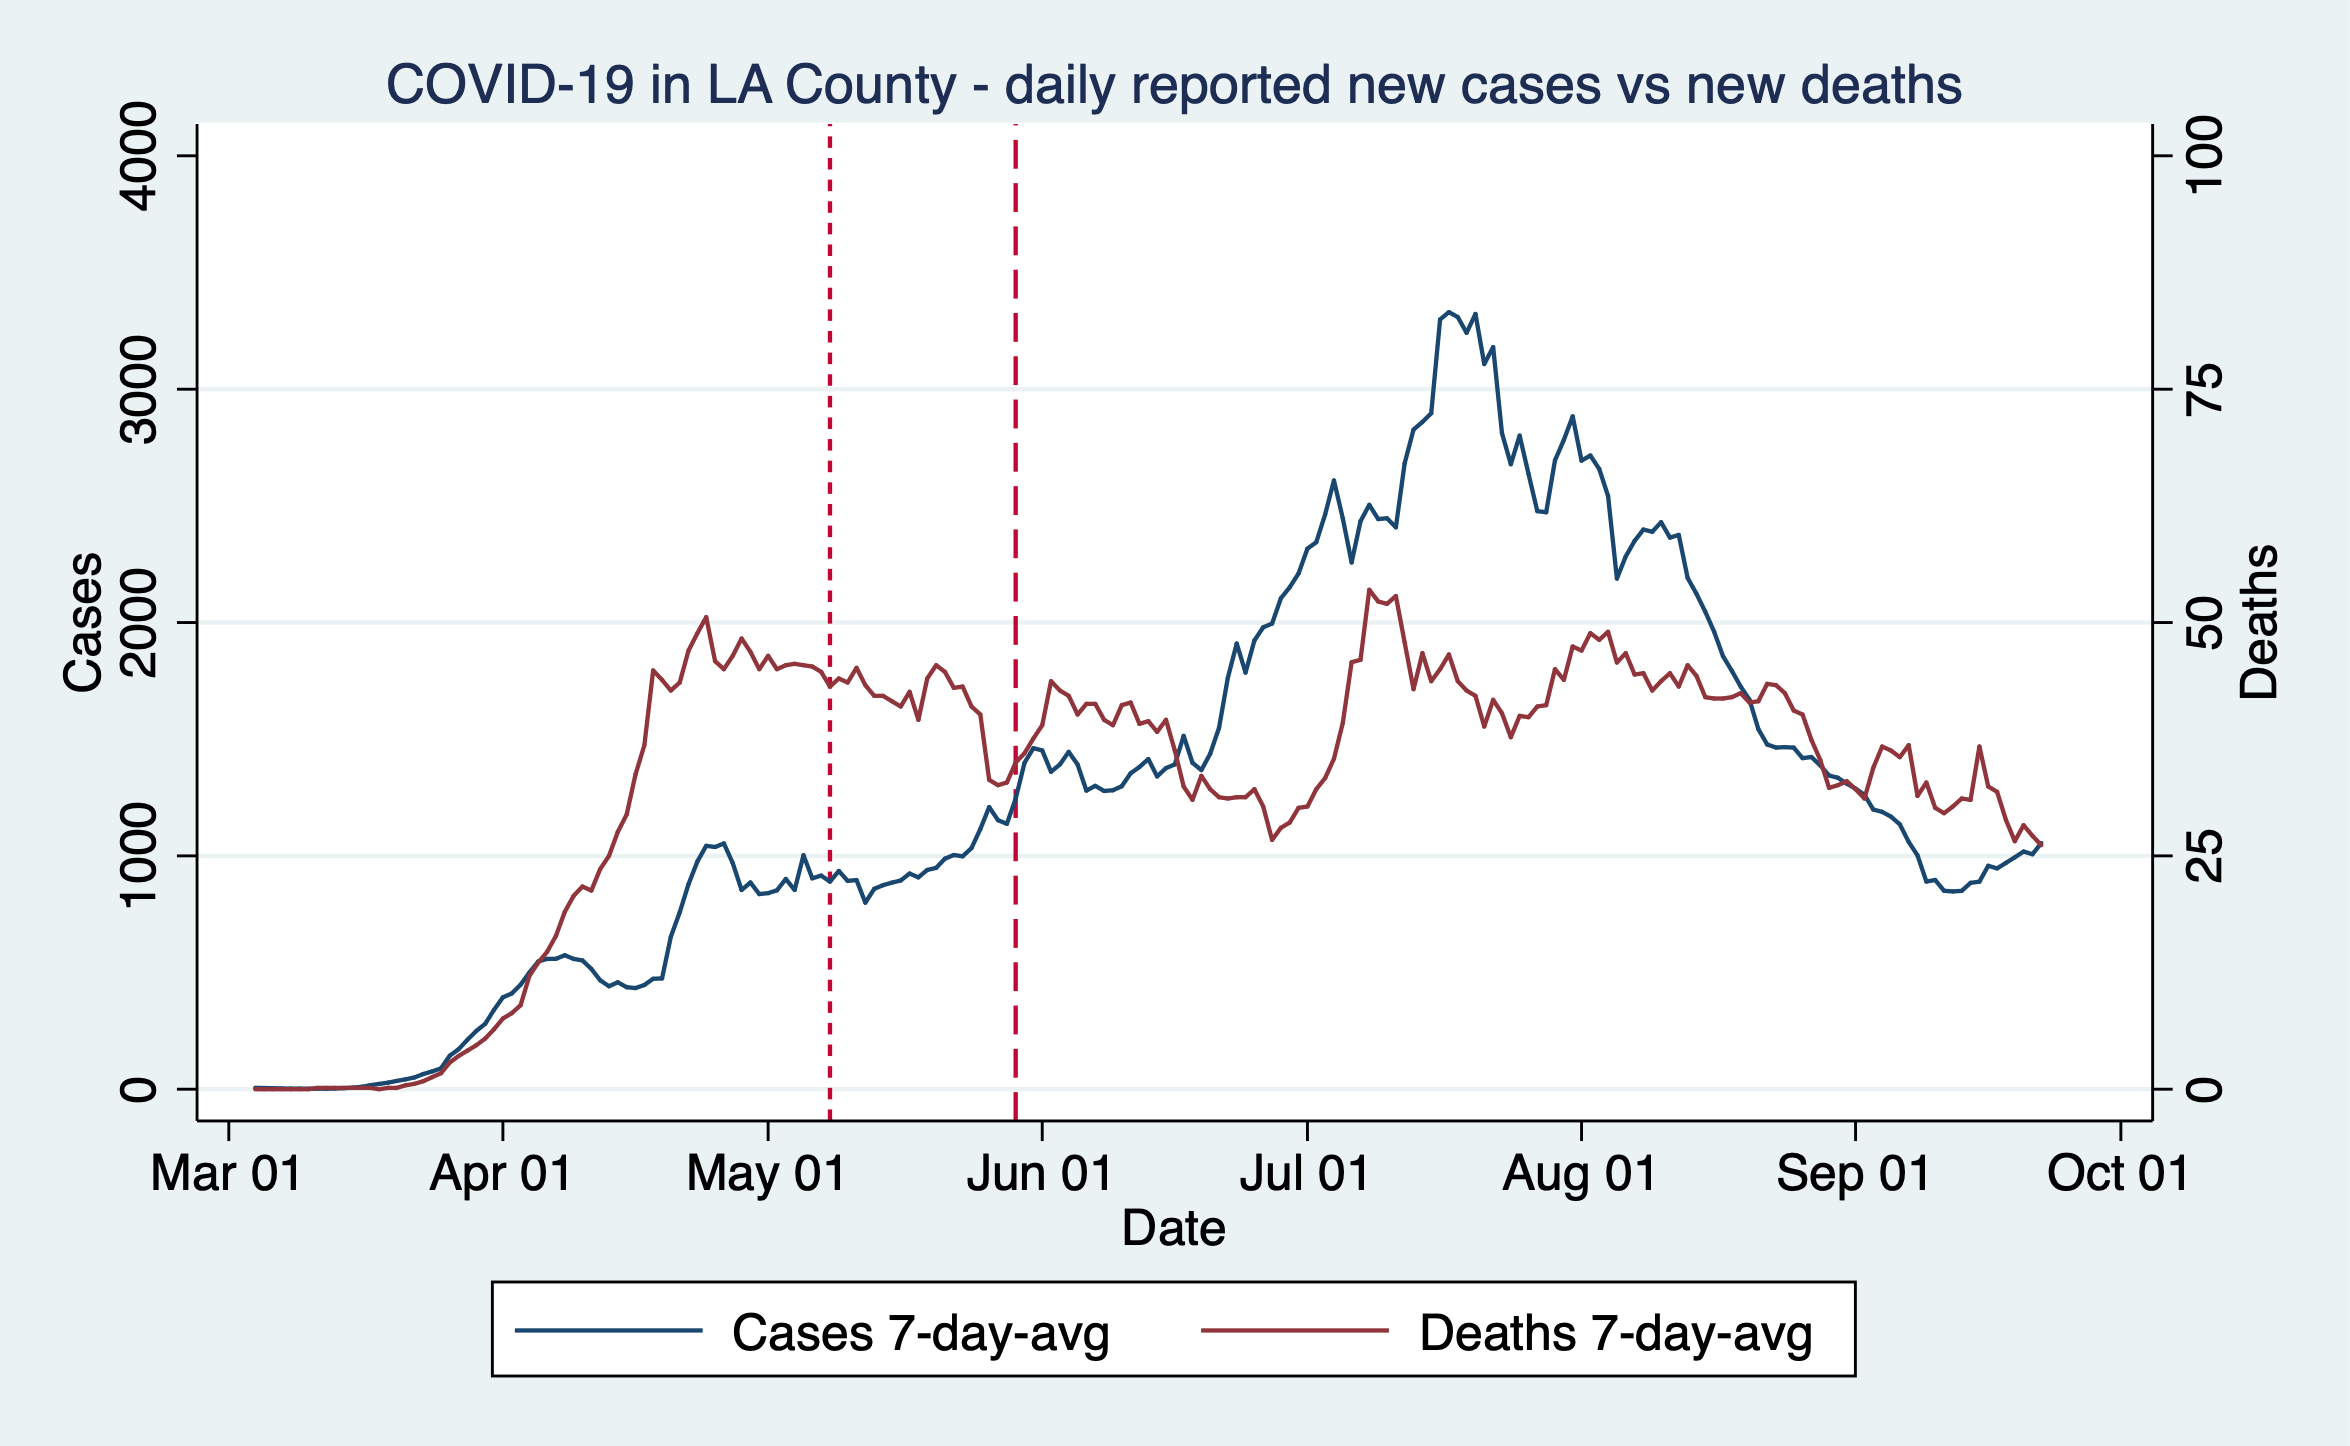 COVID-19 in LA County - daily reported new cases vs new deaths
Cases
4000
3000
2000
1000
0
100
75
50
25
0
Deaths
Mar 01
Apr 01
May 01
Jun 01
Jul 01
Aug 01
Sep 01
Oct 01
Date
Cases 7-day-avg
Deaths 7-day-avg